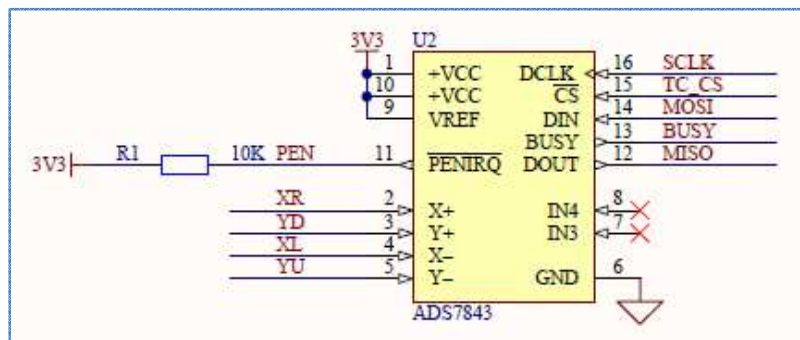 3V3 U2
1 +VCC DCLK 16 SCLK
10 +VCC CS 15 TC_CS
9 VREF DIN 14 MOSI
BUSY 13 BUSY
3V3 R1 10K PEN 11 PENIRQ DOUT 12 MISO
XR 2 X+ IN4 8
YD 3 Y+ IN3 7
XL 4 X–
YU 5 Y– GND 6
ADS7843